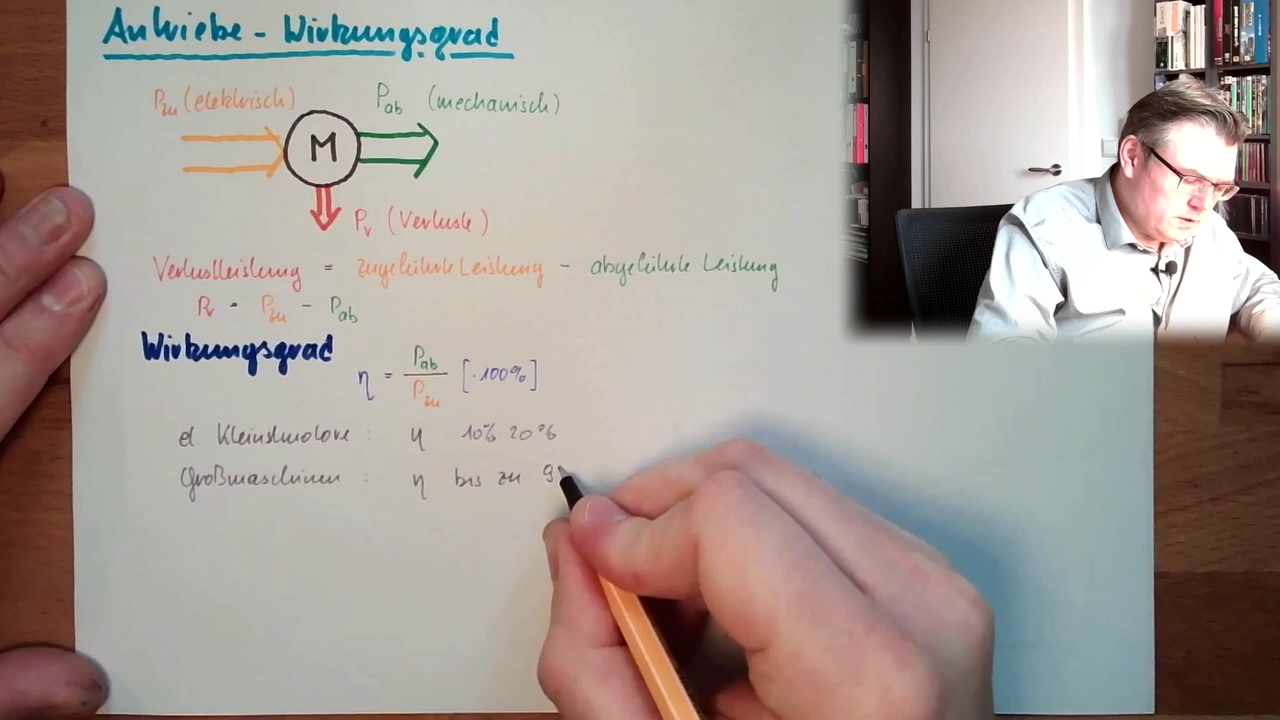 Antriebe - Wirkungsgrad
Pzu (elektrisch) Pab (mechanisch)
M
Pv (Verluste)
Verlustleistung = zugeführte Leistung - abgeführte Leistung
Pv = Pzu - Pab
Wirkungsgrad
η = Pab / Pzu [·100%]
el. Kleinstmotore : η 10%-20%
Großmaschinen : η bis zu 9